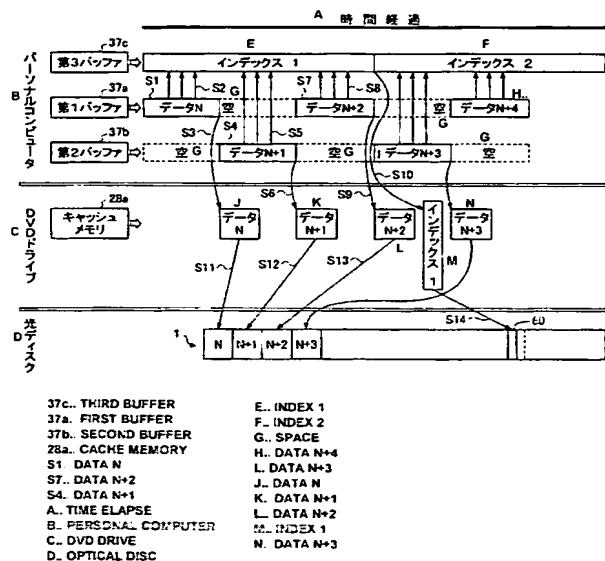 A 時間経過
37c E F
第3バッファ インデックス 1 インデックス 2
37a S1 S2 G S7 S8
第1バッファ データN 空 データN+2 空 データN+4
H..
G
B パーソナルコンピュータ
37b S3 S4 S5 G
第2バッファ 空 G データN+1 空 G データN+3 空
S6 S9 S10
28a J K N
C DVDドライブ
キャッシュメモリ
データ N
データ N+1
データ N+2
インデックス 1
データ N+3
L M
S11 S12 S13
S14 60
D 光ディスク
1 N N+1 N+2 N+3
37c.. THIRD BUFFER
37a. FIRST BUFFER
37b. SECOND BUFFER
28a.. CACHE MEMORY
S1. DATA N
S7.. DATA N+2
S4.. DATA N+1
A.. TIME ELAPSE
B.. PERSONAL COMPUTER
C.. DVD DRIVE
D.. OPTICAL DISC
E.. INDEX 1
F.. INDEX 2
G.. SPACE
H.. DATA N+4
I. DATA N+3
J.. DATA N
K. DATA N+1
L.. DATA N+2
M.. INDEX 1
N. DATA N+3